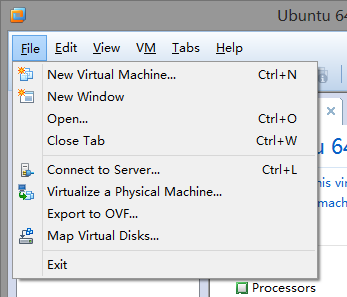 Ubuntu 64
File Edit View VM Tabs Help
New Virtual Machine... Ctrl+N
New Window
Open... Ctrl+O
Close Tab Ctrl+W
Connect to Server... Ctrl+L
Virtualize a Physical Machine...
Export to OVF...
Map Virtual Disks...
Exit
tu 64
his vir
mach
Processors